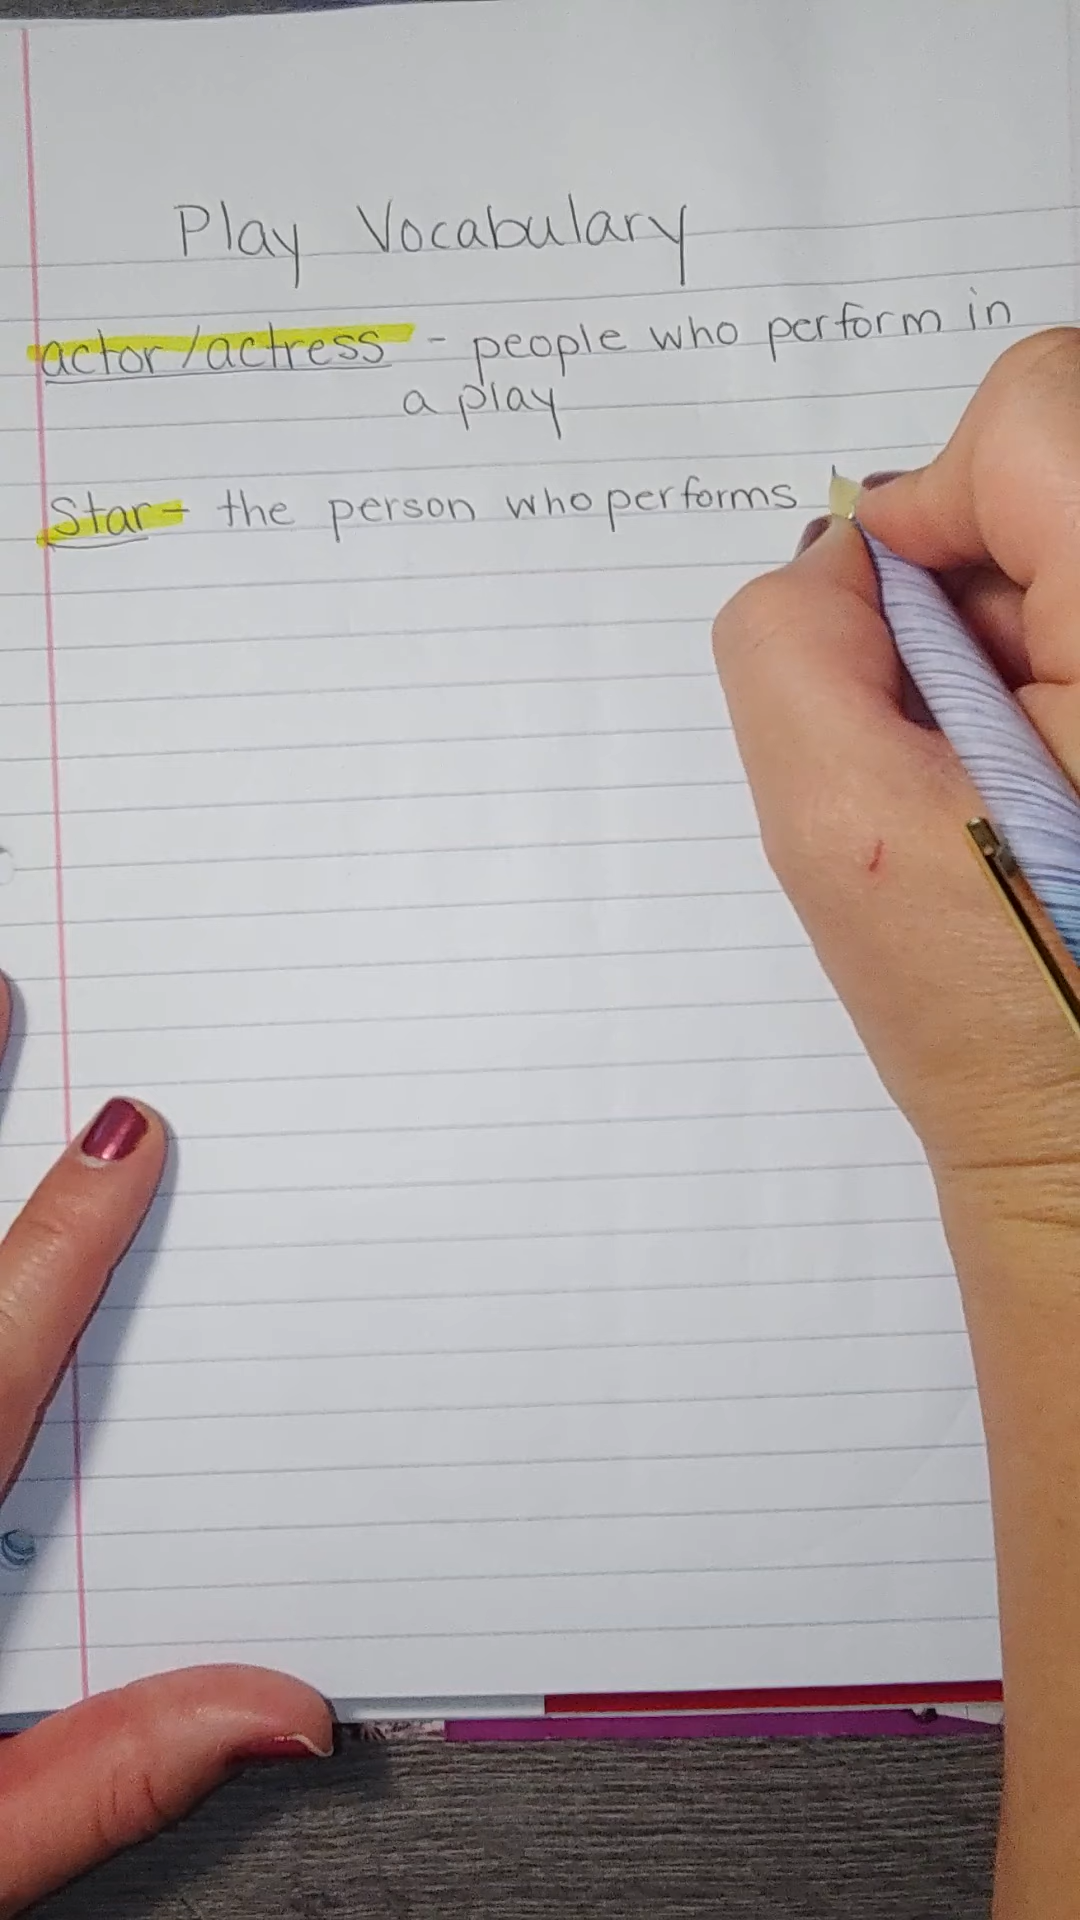 Play Vocabulary
actor/actress - people who perform in
a play
Star - the person who performs